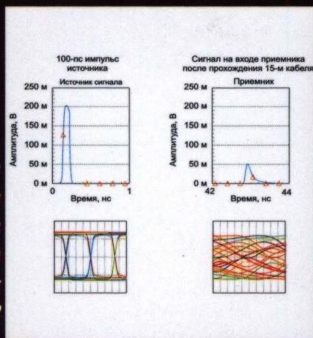 100-пс импульс
источника
Источник сигнала
Амплитуда, В
250 м
200 м
150 м
100 м
50 м
0 м
0
1
Время, нс
Сигнал на входе приемника
после прохождения 15-м кабеля
Приемник
Амплитуда, В
250 м
200 м
150 м
100 м
50 м
0 м
42
44
Время, нс